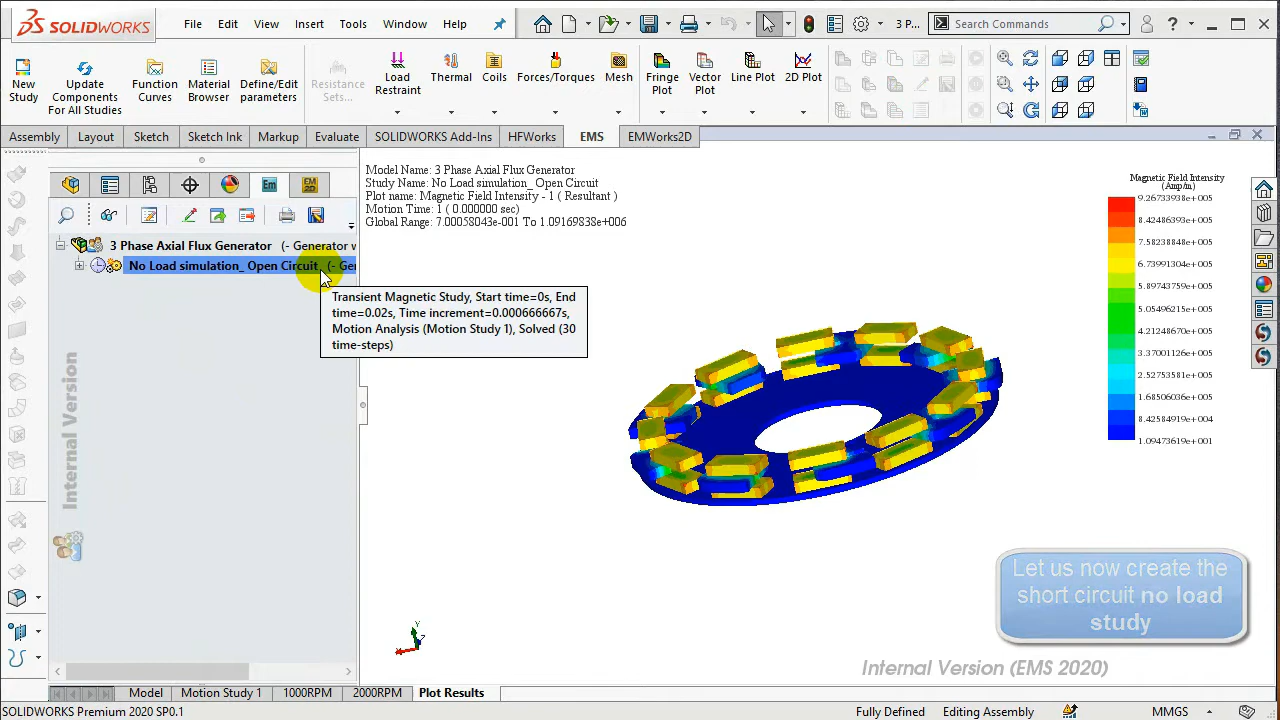 SOLIDWORKS
File Edit View Insert Tools Window Help
3 P... Search Commands
New Study
Update Components For All Studies
Function Curves
Material Browser
Define/Edit parameters
Resistance Sets...
Load Restraint
Thermal
Coils
Forces/Torques
Mesh
Fringe Plot
Vector Plot
Line Plot
2D Plot
Assembly Layout Sketch Sketch Ink Markup Evaluate SOLIDWORKS Add-Ins HFWorks EMS EMWorks2D
Model Name: 3 Phase Axial Flux Generator
Study Name: No Load simulation_ Open Circuit
Plot name: Magnetic Field Intensity - 1 ( Resultant )
Motion Time: 1 ( 0.000000 sec)
Global Range: 7.00058043e-001 To 1.09169838e+006
Magnetic Field Intensity
(Amp/m)
9.26733938e+005
8.42486393e+005
7.58238848e+005
6.73991304e+005
5.89743759e+005
5.05496215e+005
4.21248670e+005
3.37001126e+005
2.52753581e+005
1.68506036e+005
8.42584919e+004
1.09473619e+001
3 Phase Axial Flux Generator (- Generator w
No Load simulation_ Open Circuit (- Ge
Transient Magnetic Study, Start time=0s, End
time=0.02s, Time increment=0.000666667s,
Motion Analysis (Motion Study 1), Solved (30
time-steps)
Internal Version
Let us now create the
short circuit no load
study
Internal Version (EMS 2020)
Model Motion Study 1 1000RPM 2000RPM Plot Results
SOLIDWORKS Premium 2020 SP0.1 Fully Defined Editing Assembly MMGS